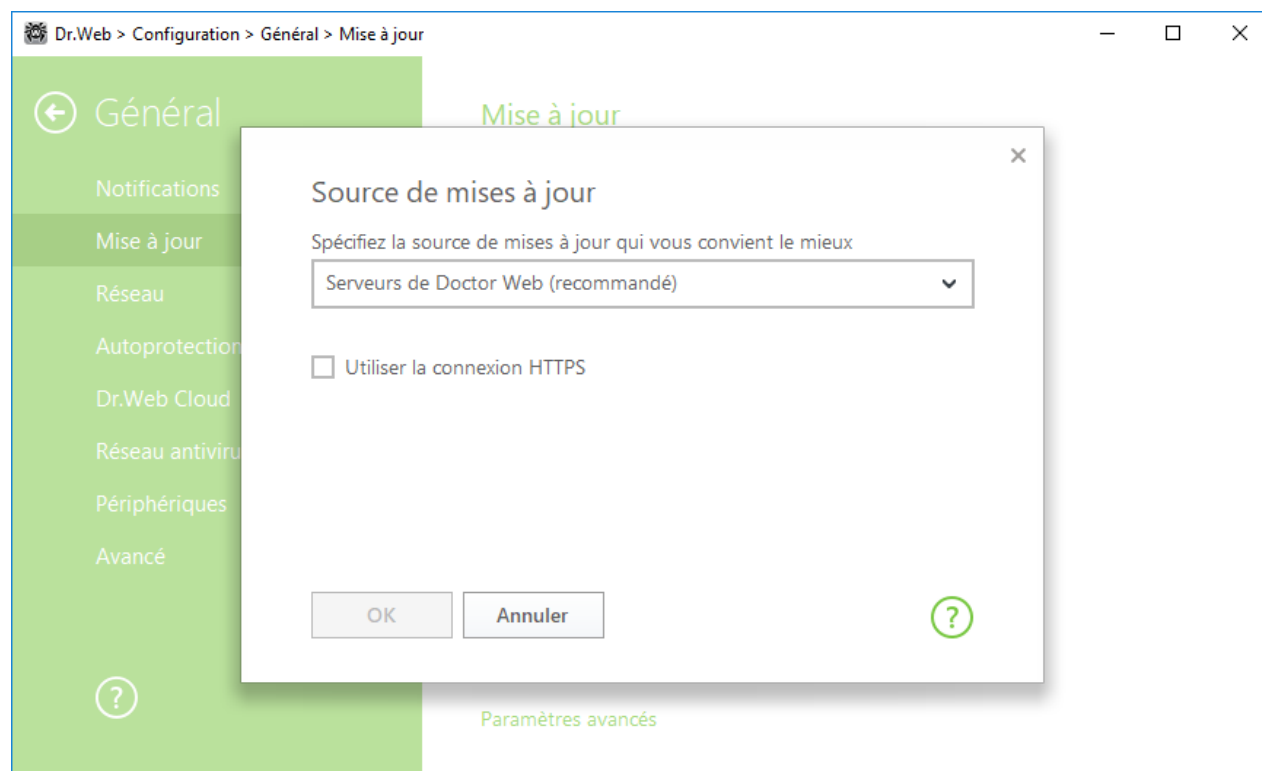 Dr.Web > Configuration > Général > Mise à jour
Général
Notifications
Mise à jour
Réseau
Autoprotection
Dr.Web Cloud
Réseau antiviru
Périphériques
Avancé
?
Mise à jour
Source de mises à jour
Spécifiez la source de mises à jour qui vous convient le mieux
Serveurs de Doctor Web (recommandé)
Utiliser la connexion HTTPS
OK
Annuler
?
Paramètres avancés